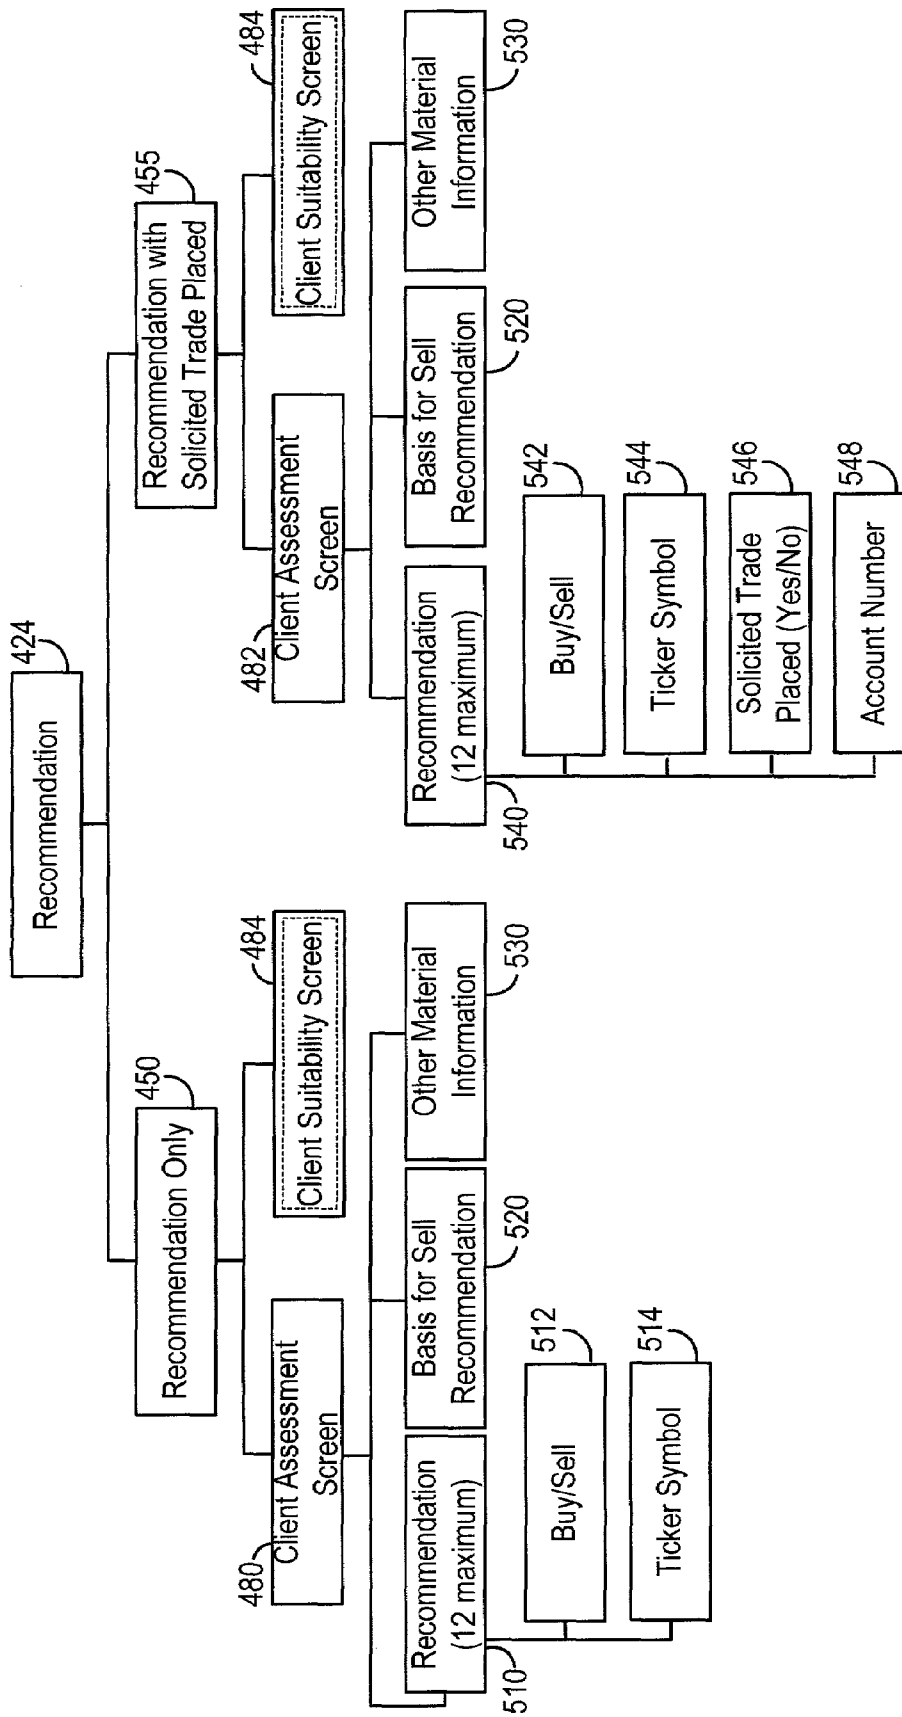 Recommendation
424
Recommendation Only
450
Recommendation with
Solicited Trade Placed
455
Client Assessment
Screen
480
Client Suitability Screen
484
Client Assessment
Screen
482
Client Suitability Screen
484
Recommendation
(12 maximum)
510
Basis for Sell
Recommendation
520
Other Material
Information
530
Recommendation
(12 maximum)
540
Basis for Sell
Recommendation
520
Other Material
Information
530
Buy/Sell
512
Ticker Symbol
514
Buy/Sell
542
Ticker Symbol
544
Solicited Trade
Placed (Yes/No)
546
Account Number
548